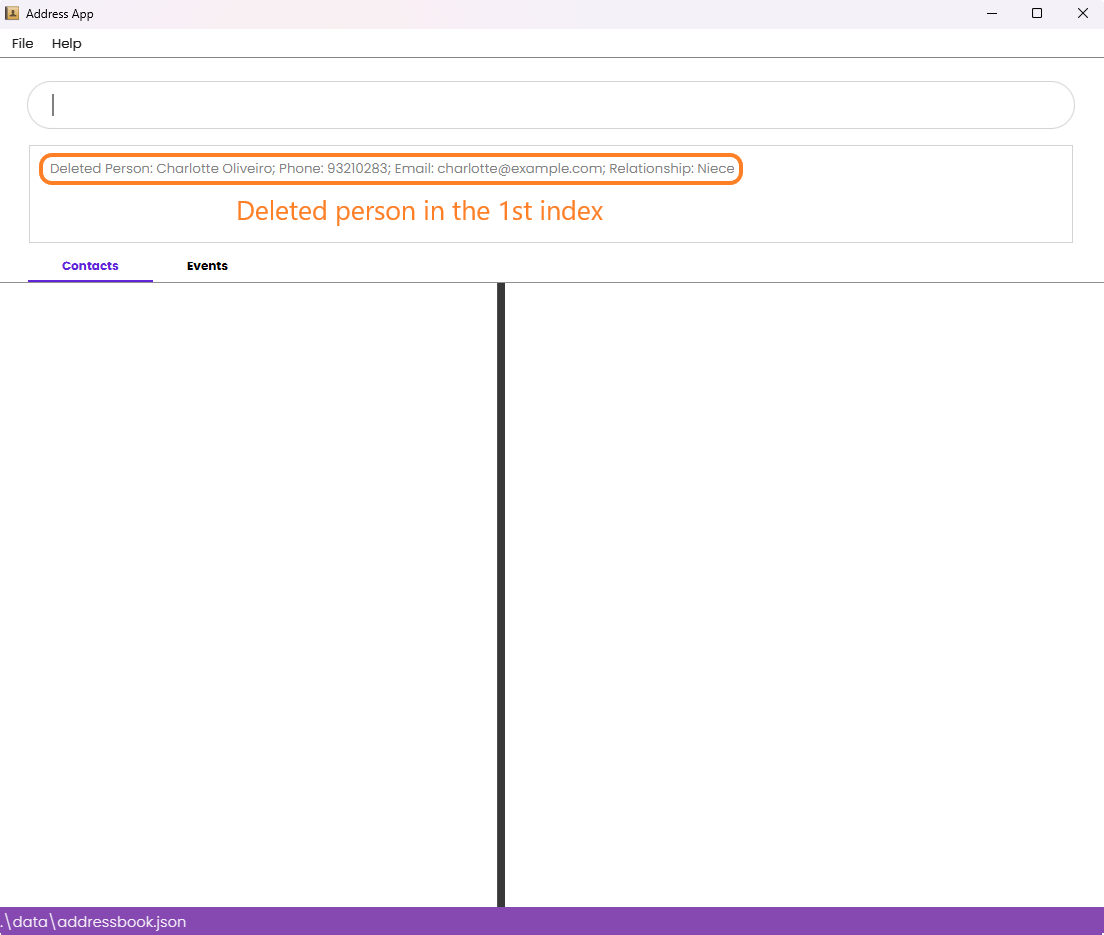 Address App
File Help
Deleted Person: Charlotte Oliveiro; Phone: 93210283; Email: charlotte@example.com; Relationship: Niece
Deleted person in the 1st index
Contacts Events
.\data\addressbook.json